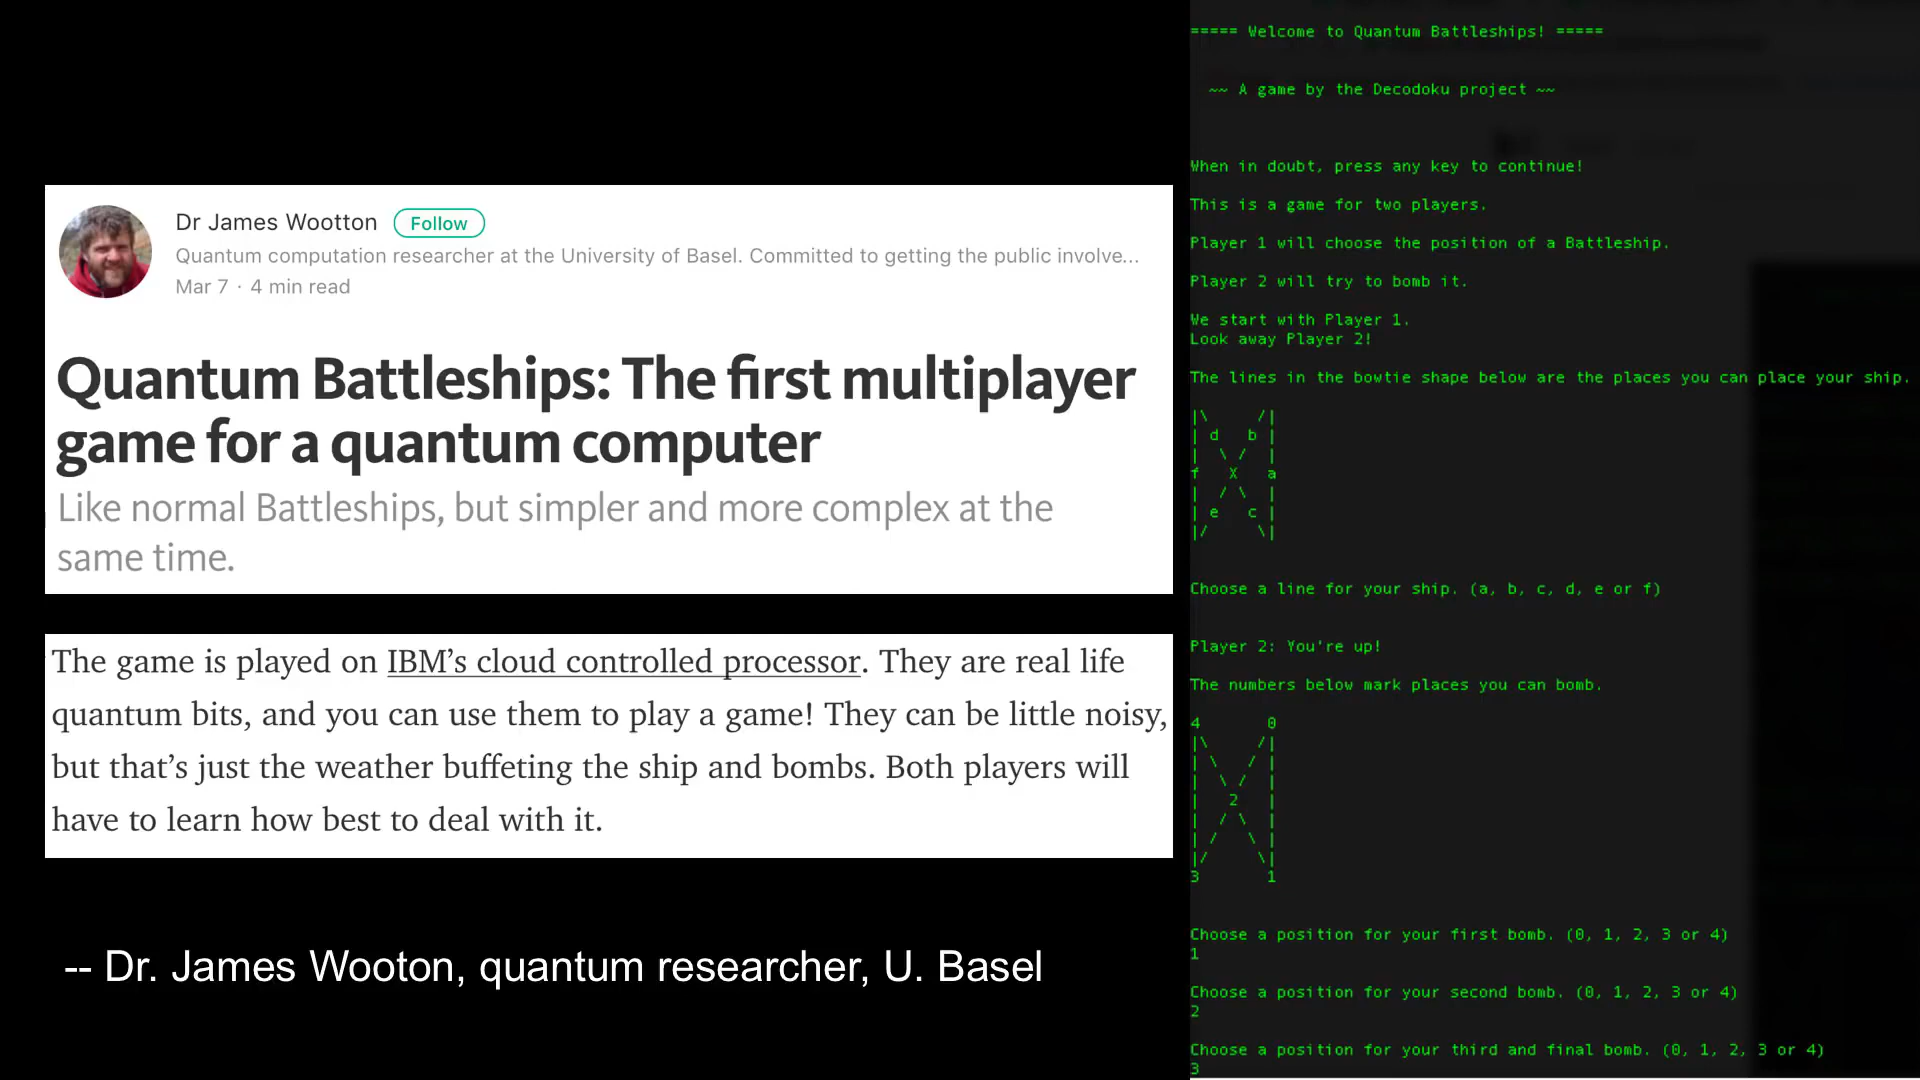 Dr James Wootton Follow
Quantum computation researcher at the University of Basel. Committed to getting the public involve...
Mar 7 · 4 min read
Quantum Battleships: The first multiplayer
game for a quantum computer
Like normal Battleships, but simpler and more complex at the
same time.
The game is played on IBM’s cloud controlled processor. They are real life
quantum bits, and you can use them to play a game! They can be little noisy,
but that’s just the weather buffeting the ship and bombs. Both players will
have to learn how best to deal with it.
-- Dr. James Wooton, quantum researcher, U. Basel
===== Welcome to Quantum Battleships! =====
~~ A game by the Decodoku project ~~
When in doubt, press any key to continue!
This is a game for two players.
Player 1 will choose the position of a Battleship.
Player 2 will try to bomb it.
We start with Player 1.
Look away Player 2!
The lines in the bowtie shape below are the places you can place your ship.
|\     /|
| d   b |
|  \ /  |
f   X   a
|  / \  |
| e   c |
|/     \|
Choose a line for your ship. (a, b, c, d, e or f)
Player 2: You're up!
The numbers below mark places you can bomb.
4       0
|\     /|
| \   / |
|  \ /  |
|   2   |
|  / \  |
| /   \ |
|/     \|
3       1
Choose a position for your first bomb. (0, 1, 2, 3 or 4)
1
Choose a position for your second bomb. (0, 1, 2, 3 or 4)
2
Choose a position for your third and final bomb. (0, 1, 2, 3 or 4)
3